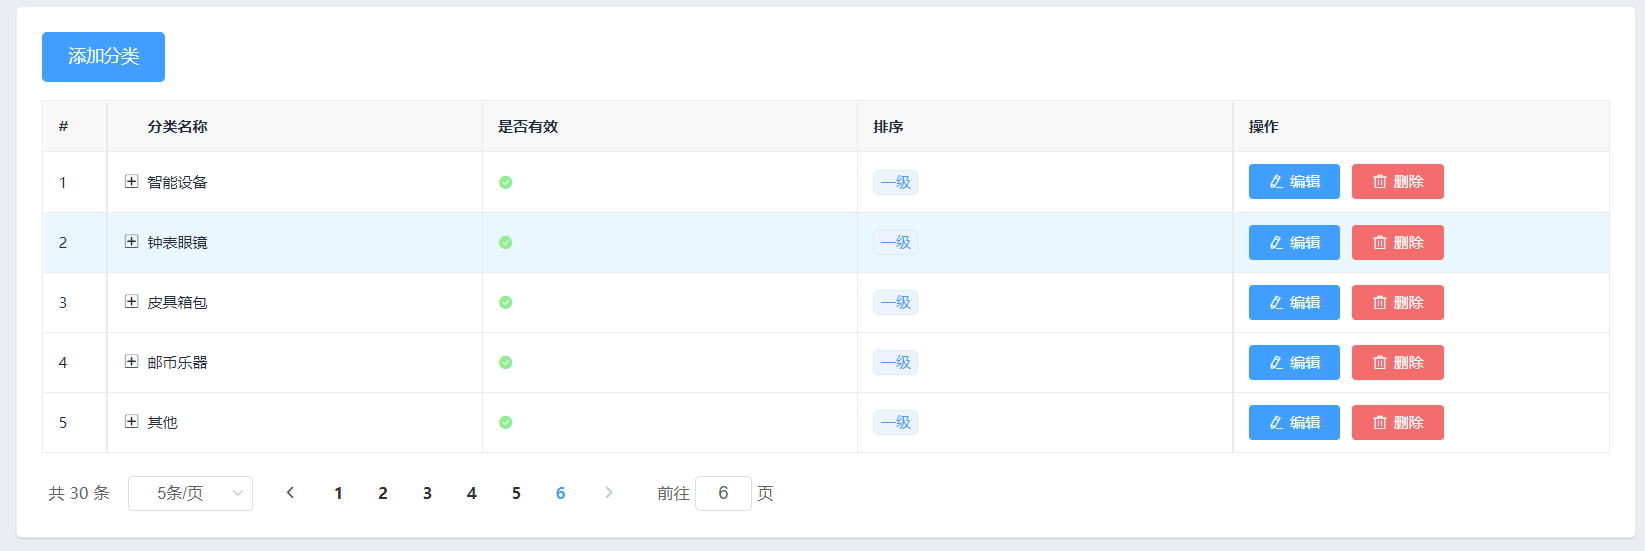 添加分类
# 分类名称 是否有效 排序 操作
1 智能设备 一级 编辑 删除
2 钟表眼镜 一级 编辑 删除
3 皮具箱包 一级 编辑 删除
4 邮币乐器 一级 编辑 删除
5 其他 一级 编辑 删除
共 30 条 5条/页 1 2 3 4 5 6 前往 6 页